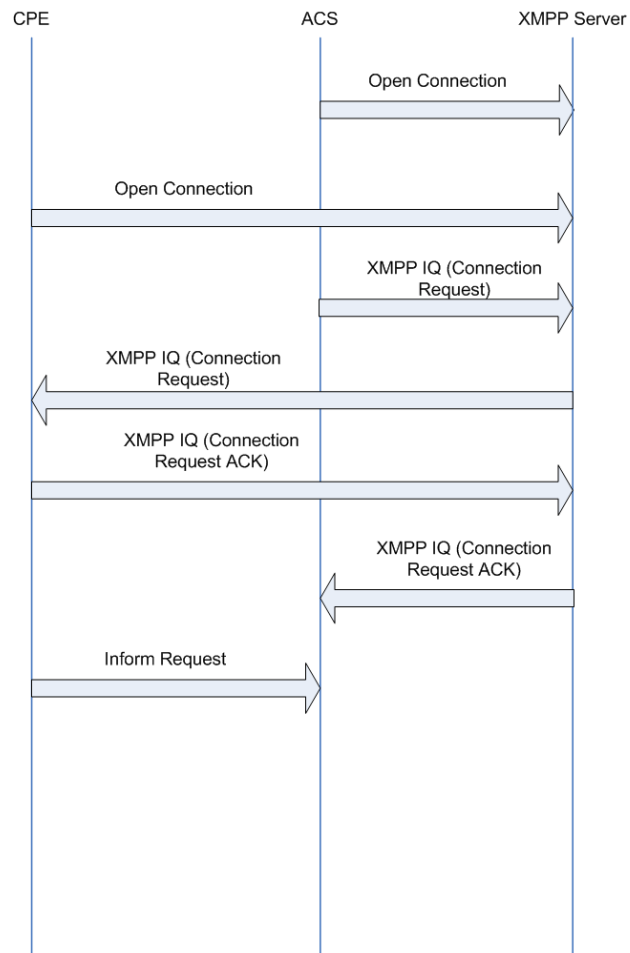 CPE
ACS
XMPP Server
Open Connection
Open Connection
XMPP IQ (Connection
Request)
XMPP IQ (Connection
Request)
XMPP IQ (Connection
Request ACK)
XMPP IQ (Connection
Request ACK)
Inform Request